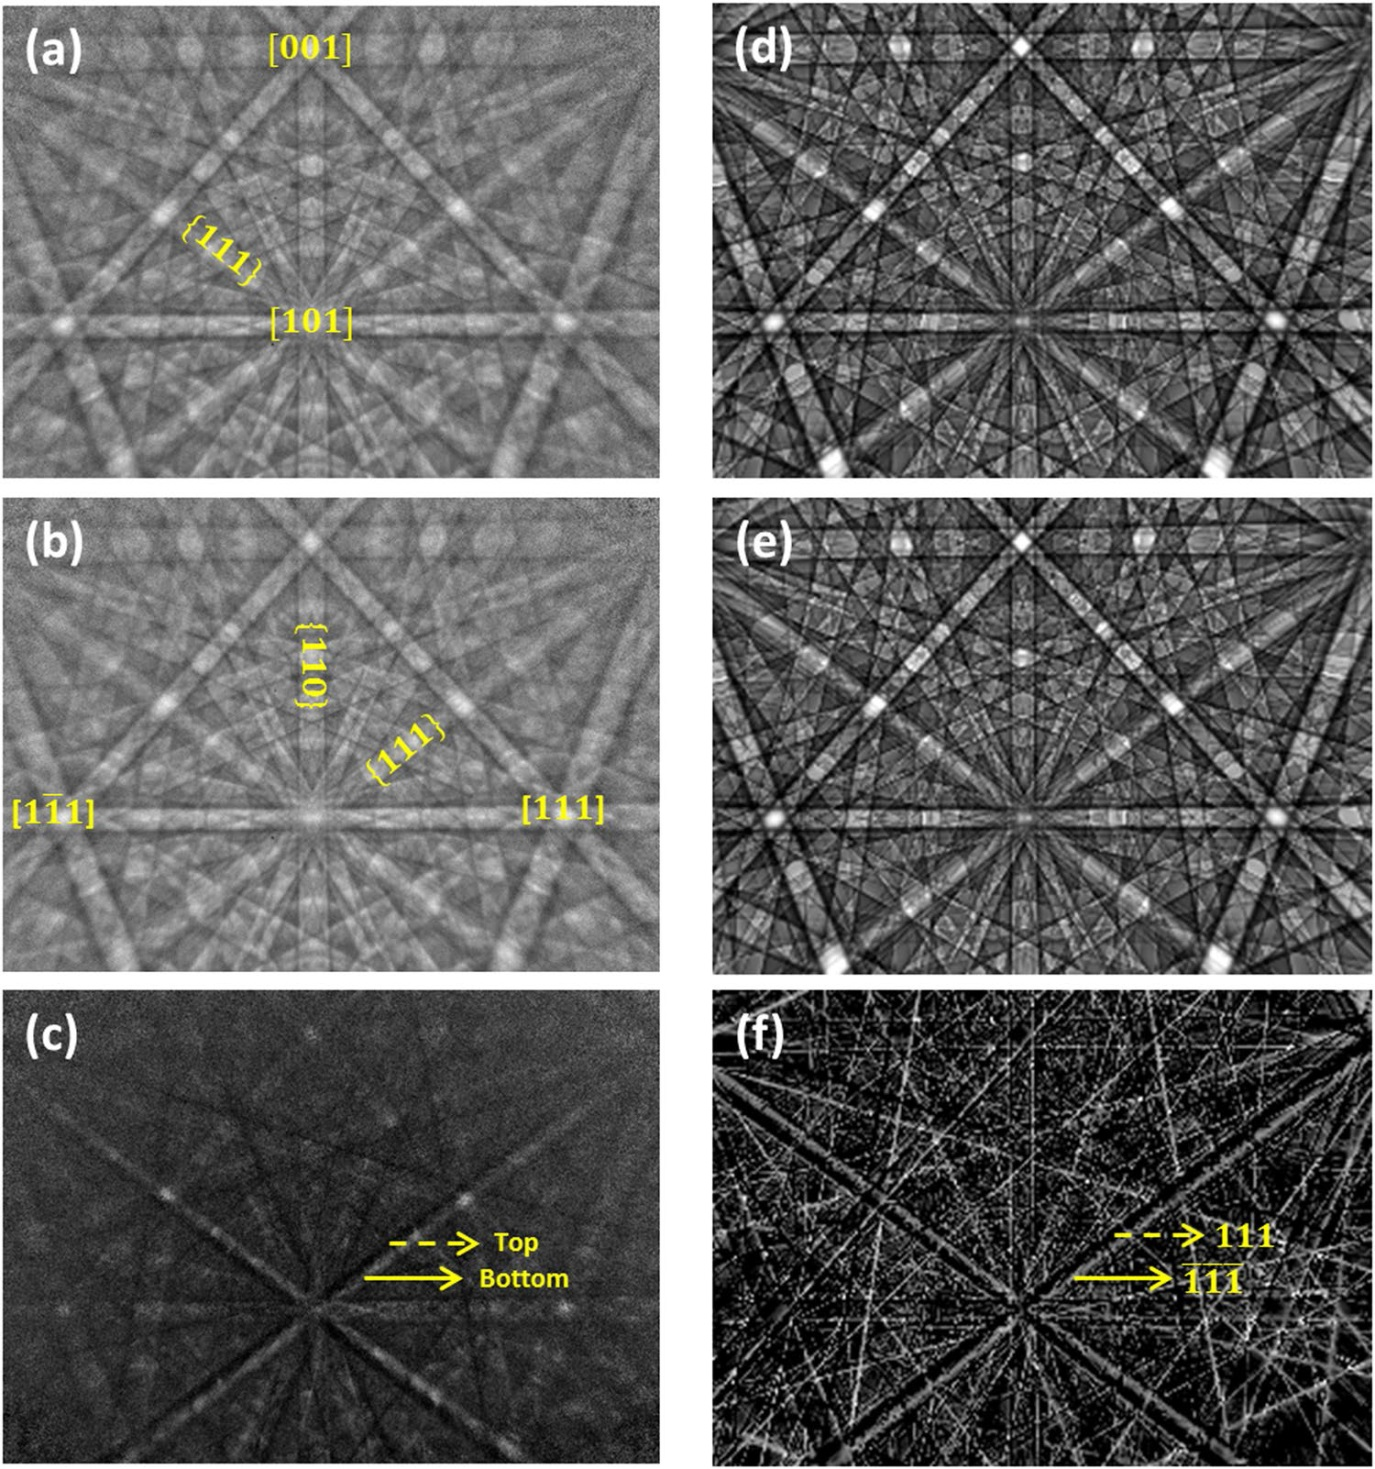 (a)
[001]
{111}
[101]
(b)
{110}
{111}
[11̅1]
[111]
(c)
Top
Bottom
(d)
(e)
(f)
111
1̅1̅1̅